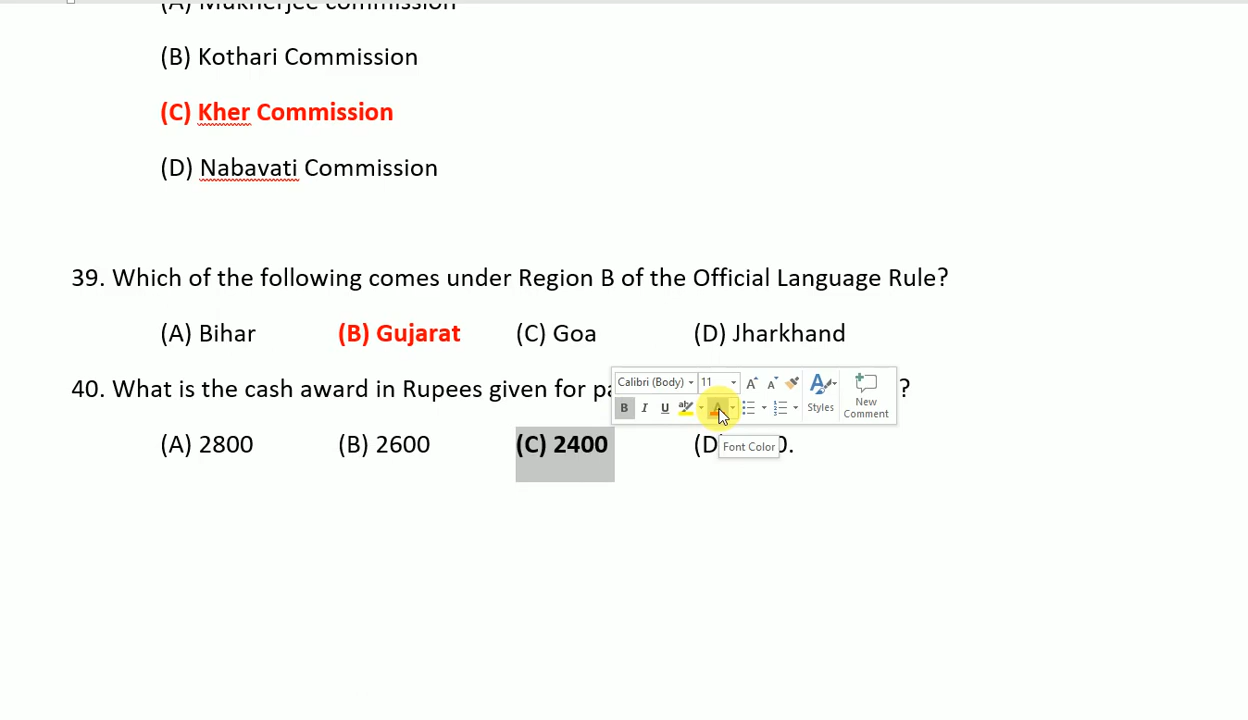 (A) Mukherjee commission
(B) Kothari Commission
(C) Kher Commission
(D) Nabavati Commission
39. Which of the following comes under Region B of the Official Language Rule?
(A) Bihar (B) Gujarat (C) Goa (D) Jharkhand
40. What is the cash award in Rupees given for ?
Calibri (Body) 11
B I U
Styles
New
Comment
(A) 2800 (B) 2600 (C) 2400 (D
Font Color